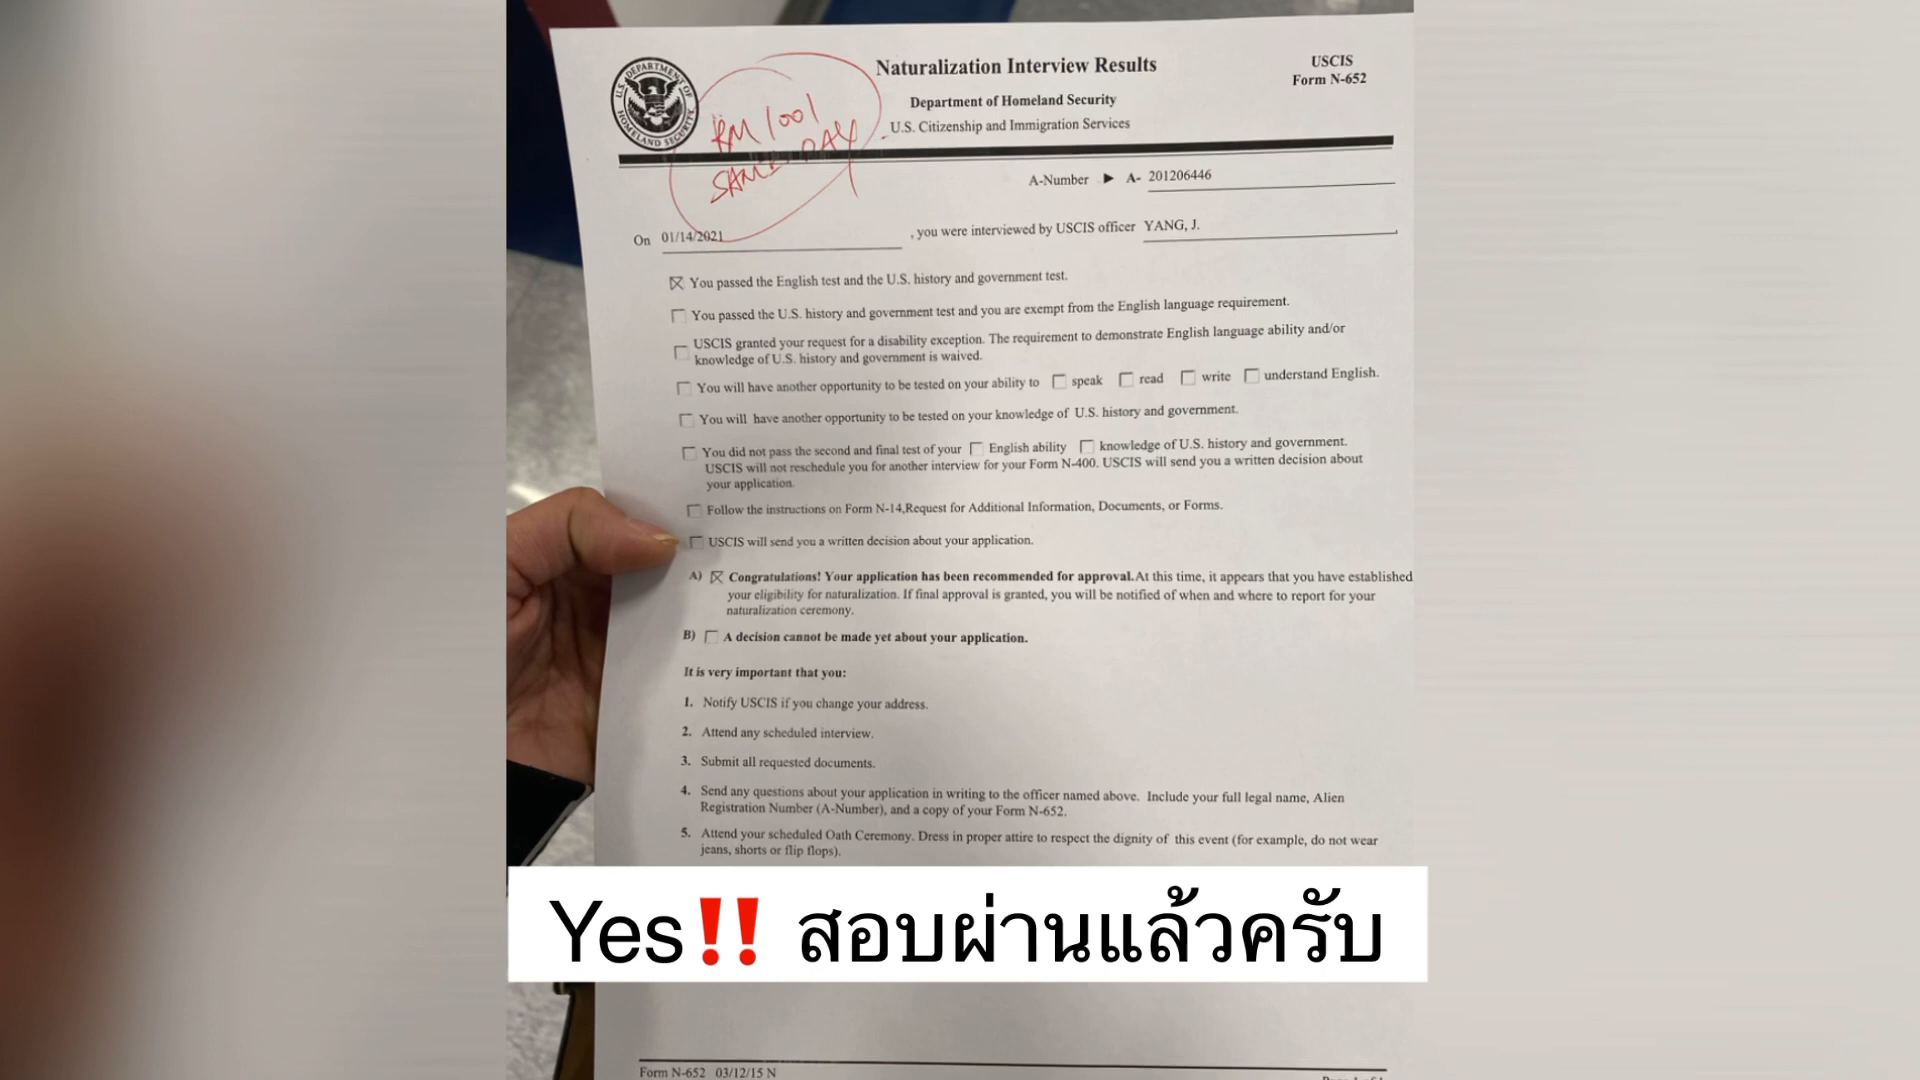 U.S. DEPARTMENT OF HOMELAND SECURITY
RM 1001
SAME DAY
Naturalization Interview Results
Department of Homeland Security
U.S. Citizenship and Immigration Services
USCIS
Form N-652
A-Number ► A- 201206446
On 01/14/2021 , you were interviewed by USCIS officer YANG, J.
☒ You passed the English test and the U.S. history and government test.
☐ You passed the U.S. history and government test and you are exempt from the English language requirement.
☐ USCIS granted your request for a disability exception. The requirement to demonstrate English language ability and/or
knowledge of U.S. history and government is waived.
☐ You will have another opportunity to be tested on your ability to ☐ speak ☐ read ☐ write ☐ understand English.
☐ You will have another opportunity to be tested on your knowledge of U.S. history and government.
☐ You did not pass the second and final test of your ☐ English ability ☐ knowledge of U.S. history and government.
USCIS will not reschedule you for another interview for your Form N-400. USCIS will send you a written decision about
your application.
☐ Follow the instructions on Form N-14,Request for Additional Information, Documents, or Forms.
☐ USCIS will send you a written decision about your application.
A) ☒ Congratulations! Your application has been recommended for approval.At this time, it appears that you have established
your eligibility for naturalization. If final approval is granted, you will be notified of when and where to report for your
naturalization ceremony.
B) ☐ A decision cannot be made yet about your application.
It is very important that you:
1. Notify USCIS if you change your address.
2. Attend any scheduled interview.
3. Submit all requested documents.
4. Send any questions about your application in writing to the officer named above. Include your full legal name, Alien
Registration Number (A-Number), and a copy of your Form N-652.
5. Attend your scheduled Oath Ceremony. Dress in proper attire to respect the dignity of this event (for example, do not wear
jeans, shorts or flip flops).
Yes‼️ สอบผ่านแล้วครับ
Form N-652 03/12/15 N